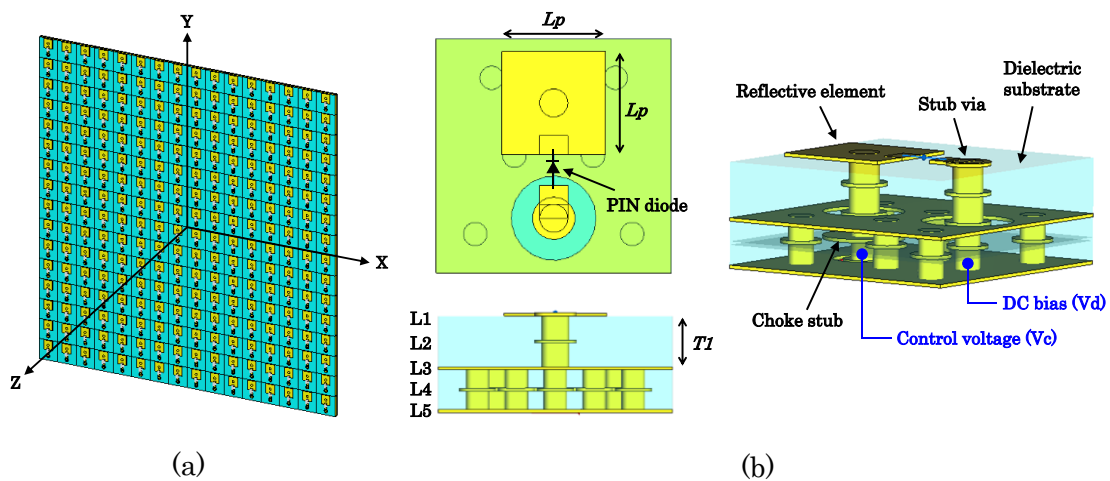 Y
X
Z
(a)
Lp
Lp
PIN diode
L1
L2
L3
L4
L5
T1
Reflective element
Stub via
Dielectric
substrate
Choke stub
Control voltage (Vc)
DC bias (Vd)
(b)